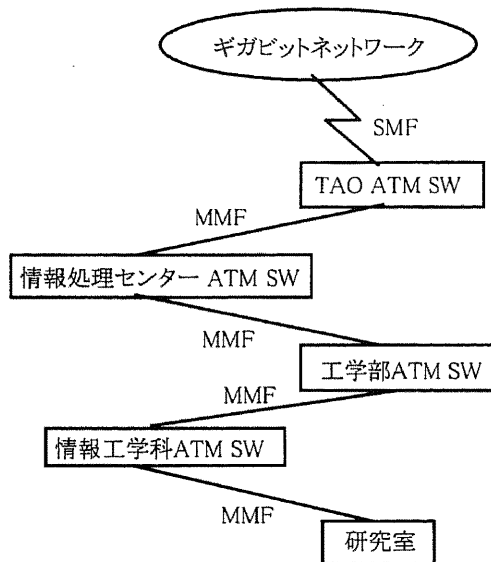 ギガビットネットワーク
SMF
TAO ATM SW
MMF
情報処理センター ATM SW
MMF
工学部ATM SW
MMF
情報工学科ATM SW
MMF
研究室